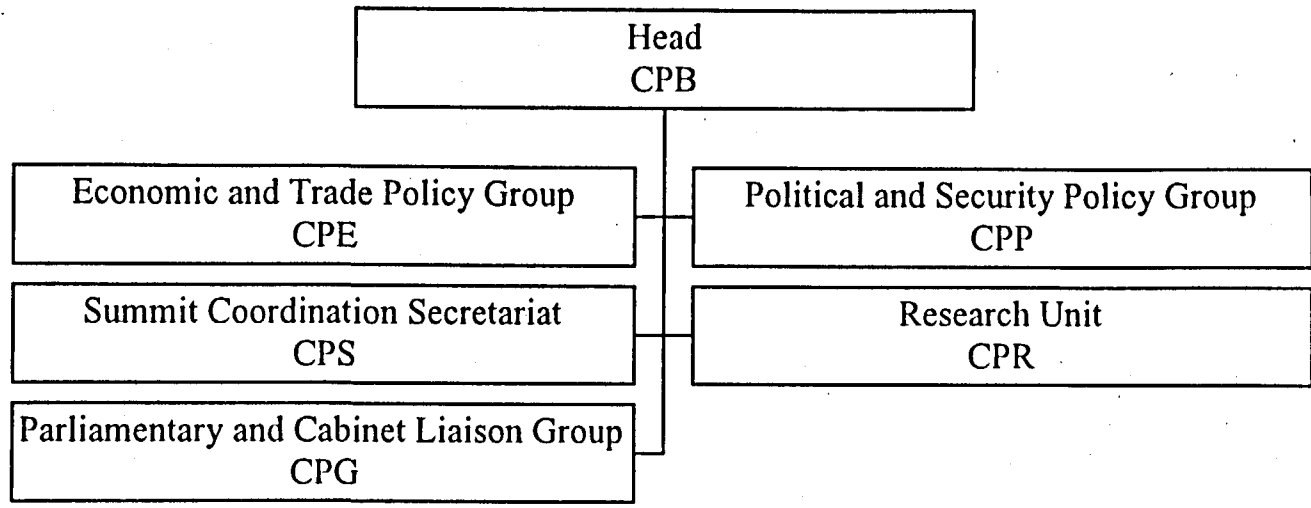 Head
CPB
Economic and Trade Policy Group
CPE
Political and Security Policy Group
CPP
Summit Coordination Secretariat
CPS
Research Unit
CPR
Parliamentary and Cabinet Liaison Group
CPG